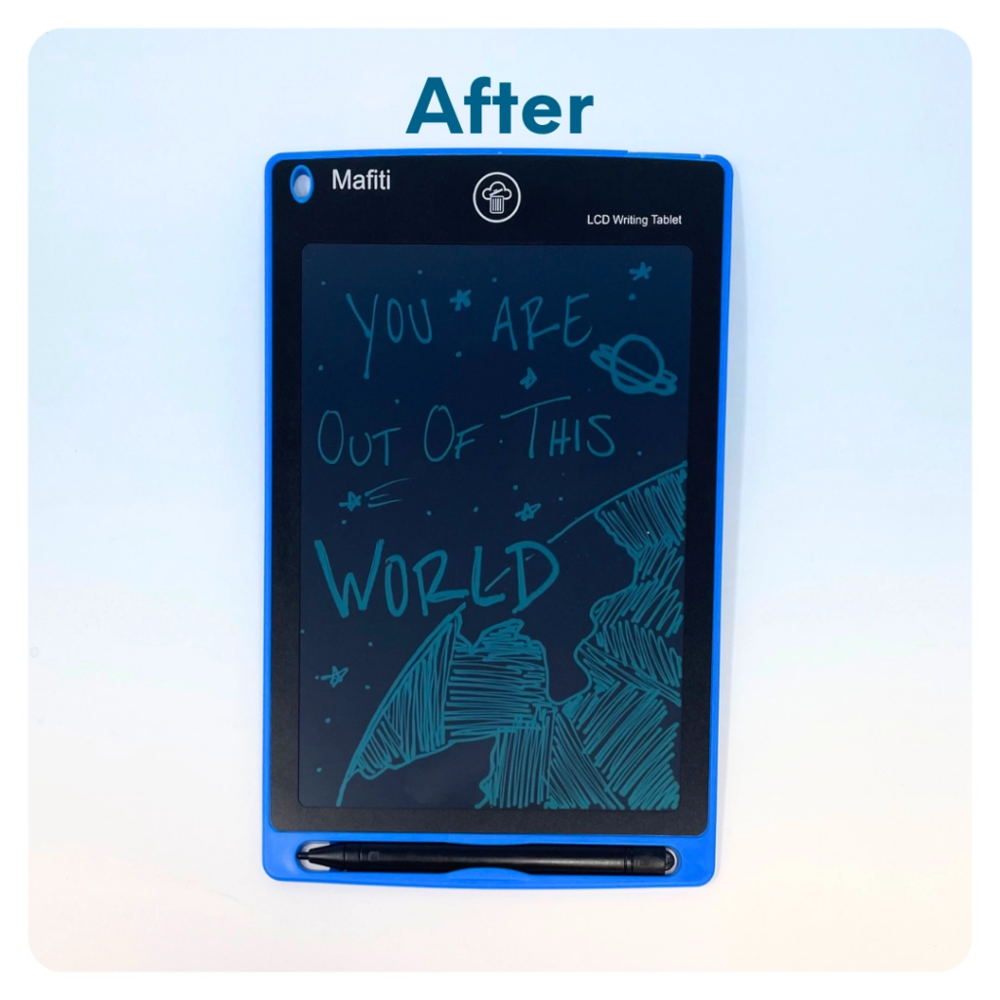 After
Mafiti
LCD Writing Tablet
YOU ARE
OUT OF THIS
WORLD